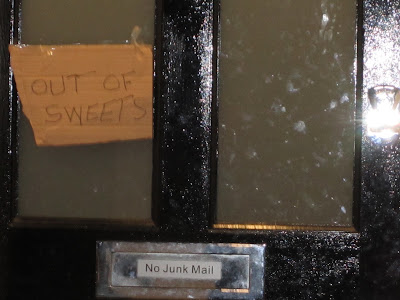 OUT OF
SWEETS
No Junk Mail